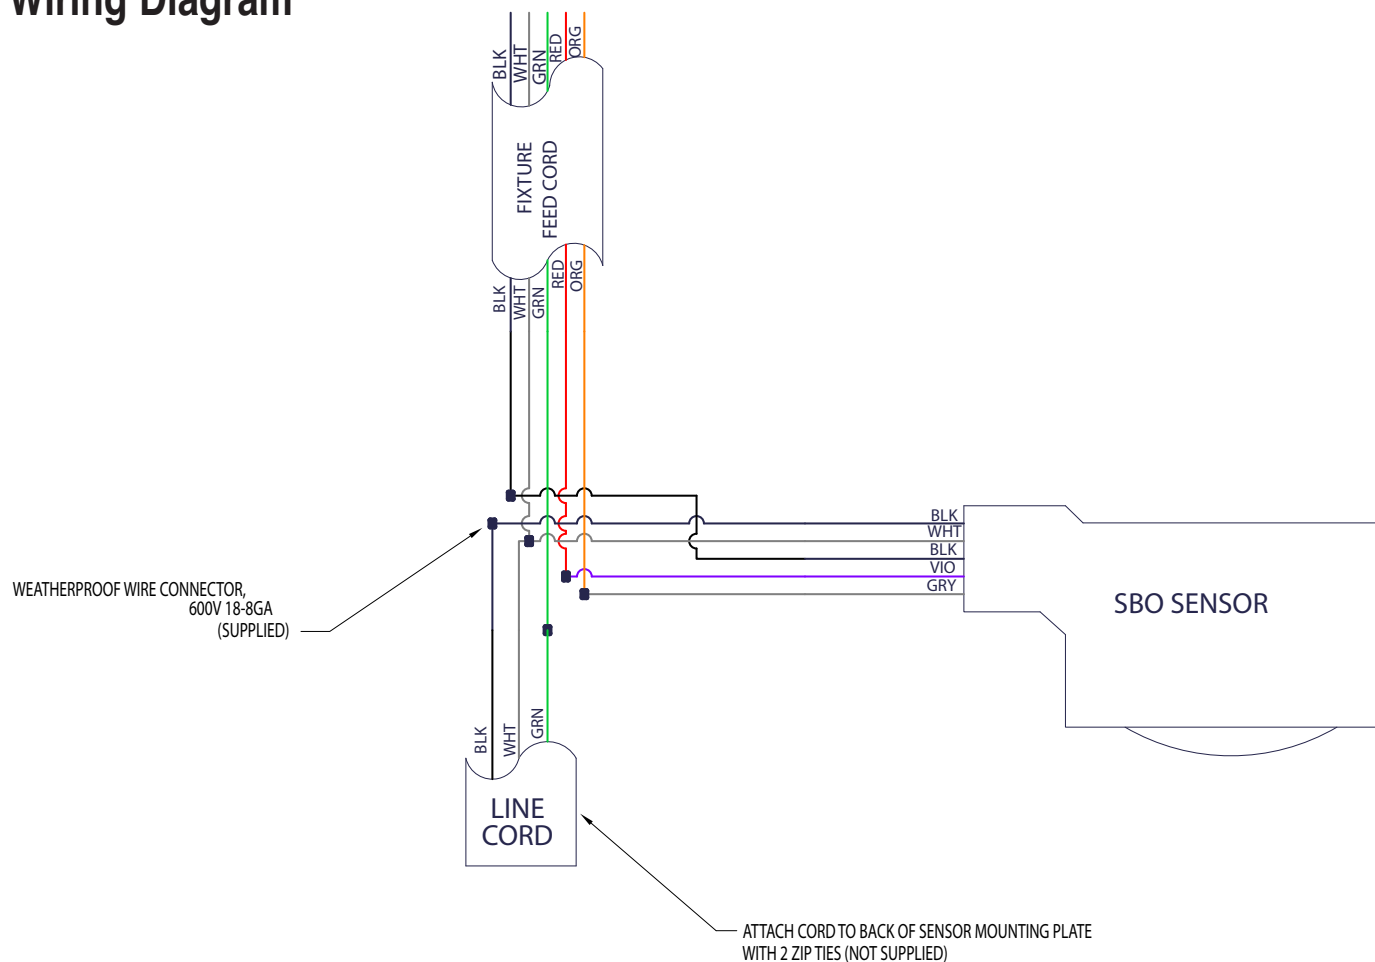 Wiring Diagram
BLK
WHT
GRN
RED
ORG
FIXTURE
FEED CORD
BLK
WHT
GRN
RED
ORG
BLK
WHT
BLK
VIO
GRY
SBO SENSOR
WEATHERPROOF WIRE CONNECTOR,
600V 18-8GA
(SUPPLIED)
BLK
WHT
GRN
LINE
CORD
ATTACH CORD TO BACK OF SENSOR MOUNTING PLATE
WITH 2 ZIP TIES (NOT SUPPLIED)